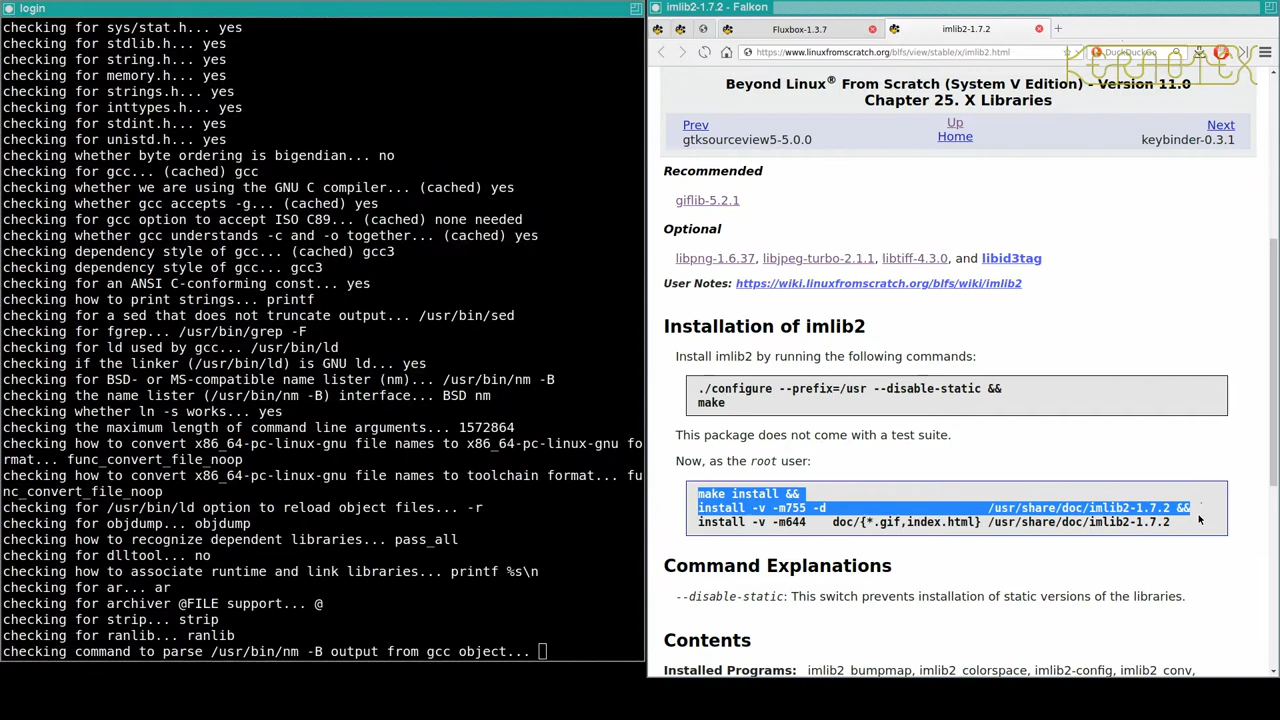 login
checking for sys/stat.h... yes
checking for stdlib.h... yes
checking for string.h... yes
checking for memory.h... yes
checking for strings.h... yes
checking for inttypes.h... yes
checking for stdint.h... yes
checking for unistd.h... yes
checking whether byte ordering is bigendian... no
checking for gcc... (cached) gcc
checking whether we are using the GNU C compiler... (cached) yes
checking whether gcc accepts -g... (cached) yes
checking for gcc option to accept ISO C89... (cached) none needed
checking whether gcc understands -c and -o together... (cached) yes
checking dependency style of gcc... (cached) gcc3
checking dependency style of gcc... gcc3
checking for an ANSI C-conforming const... yes
checking how to print strings... printf
checking for a sed that does not truncate output... /usr/bin/sed
checking for fgrep... /usr/bin/grep -F
checking for ld used by gcc... /usr/bin/ld
checking if the linker (/usr/bin/ld) is GNU ld... yes
checking for BSD- or MS-compatible name lister (nm)... /usr/bin/nm -B
checking the name lister (/usr/bin/nm -B) interface... BSD nm
checking whether ln -s works... yes
checking the maximum length of command line arguments... 1572864
checking how to convert x86_64-pc-linux-gnu file names to x86_64-pc-linux-gnu fo
rmat... func_convert_file_noop
checking how to convert x86_64-pc-linux-gnu file names to toolchain format... fu
nc_convert_file_noop
checking for /usr/bin/ld option to reload object files... -r
checking for objdump... objdump
checking how to recognize dependent libraries... pass_all
checking for dlltool... no
checking how to associate runtime and link libraries... printf %s\n
checking for ar... ar
checking for archiver @FILE support... @
checking for strip... strip
checking for ranlib... ranlib
checking command to parse /usr/bin/nm -B output from gcc object...
imlib2-1.7.2 - Falkon
Fluxbox-1.3.7
imlib2-1.7.2
https://www.linuxfromscratch.org/blfs/view/stable/x/imlib2.html
DuckDuckGo
KERNOTEX
Beyond Linux® From Scratch (System V Edition) - Version 11.0
Chapter 25. X Libraries
Prev Up Next
gtksourceview5-5.0.0 Home keybinder-0.3.1
Recommended
giflib-5.2.1
Optional
libpng-1.6.37, libjpeg-turbo-2.1.1, libtiff-4.3.0, and libid3tag
User Notes: https://wiki.linuxfromscratch.org/blfs/wiki/imlib2
Installation of imlib2
Install imlib2 by running the following commands:
./configure --prefix=/usr --disable-static &&
make
This package does not come with a test suite.
Now, as the root user:
make install &&
install -v -m755 -d /usr/share/doc/imlib2-1.7.2 &&
install -v -m644 doc/{*.gif,index.html} /usr/share/doc/imlib2-1.7.2
Command Explanations
--disable-static: This switch prevents installation of static versions of the libraries.
Contents
Installed Programs: imlib2_bumpmap, imlib2_colorspace, imlib2-config, imlib2_conv,